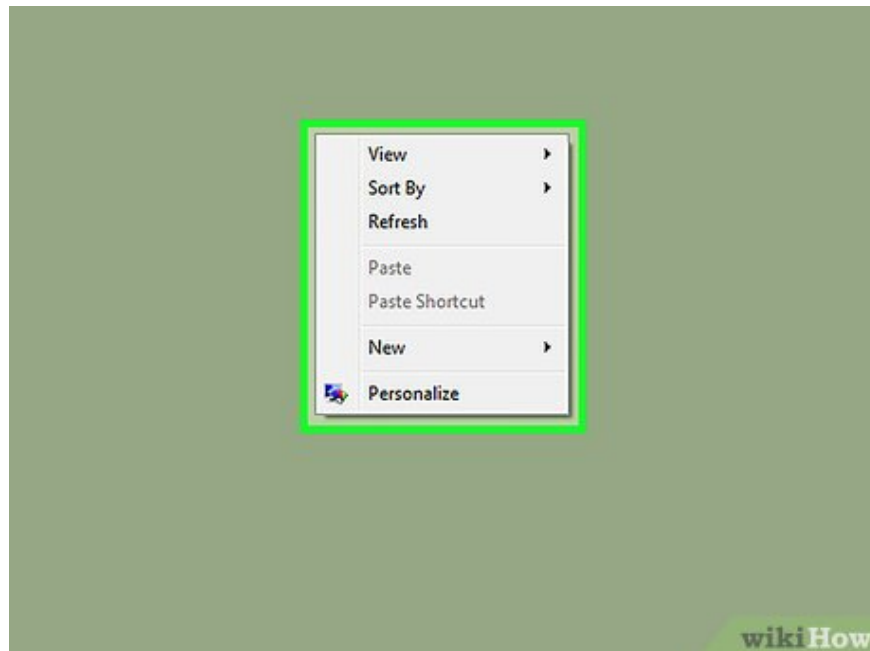 View
Sort By
Refresh
Paste
Paste Shortcut
New
Personalize
wikiHow